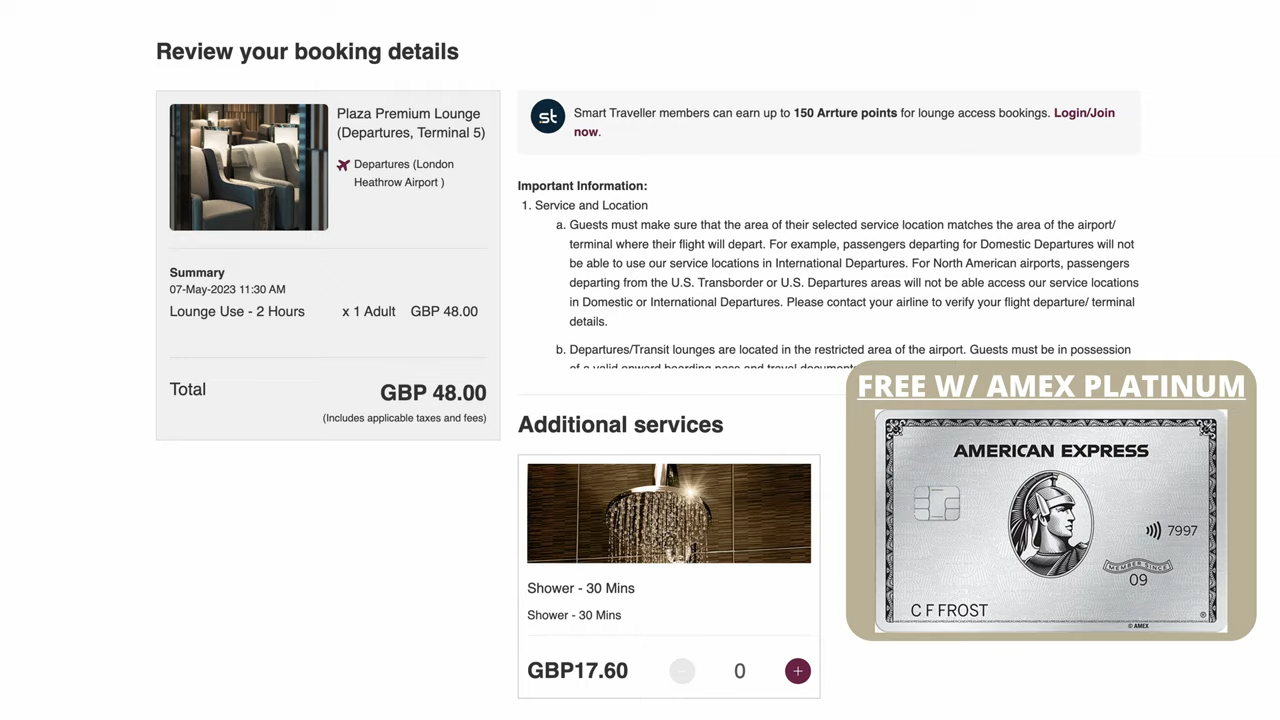 Review your booking details
Plaza Premium Lounge
(Departures, Terminal 5)
Departures (London
Heathrow Airport )
Summary
07-May-2023 11:30 AM
Lounge Use - 2 Hours x 1 Adult GBP 48.00
Total GBP 48.00
(Includes applicable taxes and fees)
st
Smart Traveller members can earn up to 150 Arrture points for lounge access bookings. Login/Join
now.
Important Information:
1. Service and Location
a. Guests must make sure that the area of their selected service location matches the area of the airport/
terminal where their flight will depart. For example, passengers departing for Domestic Departures will not
be able to use our service locations in International Departures. For North American airports, passengers
departing from the U.S. Transborder or U.S. Departures areas will not be able access our service locations
in Domestic or International Departures. Please contact your airline to verify your flight departure/ terminal
details.
b. Departures/Transit lounges are located in the restricted area of the airport. Guests must be in possession
of a valid onward boarding pass and travel documents
Additional services
Shower - 30 Mins
Shower - 30 Mins
GBP17.60 - 0 +
FREE W/ AMEX PLATINUM
AMERICAN EXPRESS
7997
MEMBER SINCE
09
C F FROST
®
© AMEX